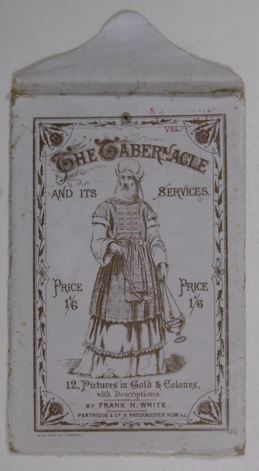 VEL
THE TABERNACLE
AND ITS SERVICES.
PRICE PRICE
1/6 1/6
12, Pictures in Gold & Colours,
with Descriptions.
BY FRANK H. WHITE.
PARTRIDGE & CO 9, PATERNOSTER ROW E.C.